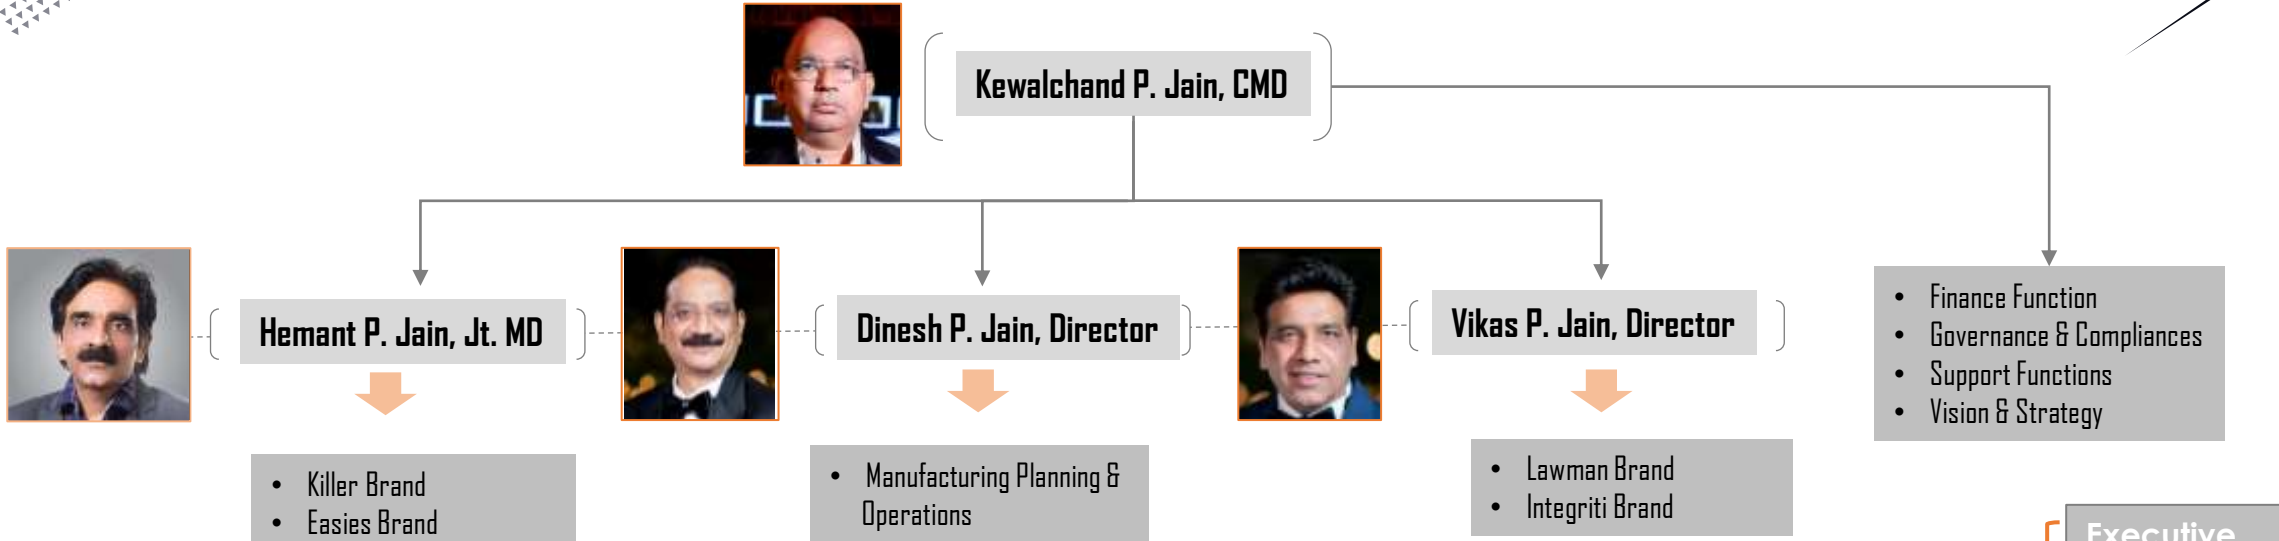 Kewalchand P. Jain, CMD
Hemant P. Jain, Jt. MD
Dinesh P. Jain, Director
Vikas P. Jain, Director
• Finance Function
• Governance & Compliances
• Support Functions
• Vision & Strategy
• Killer Brand
• Easies Brand
• Manufacturing Planning &
Operations
• Lawman Brand
• Integriti Brand
Executive